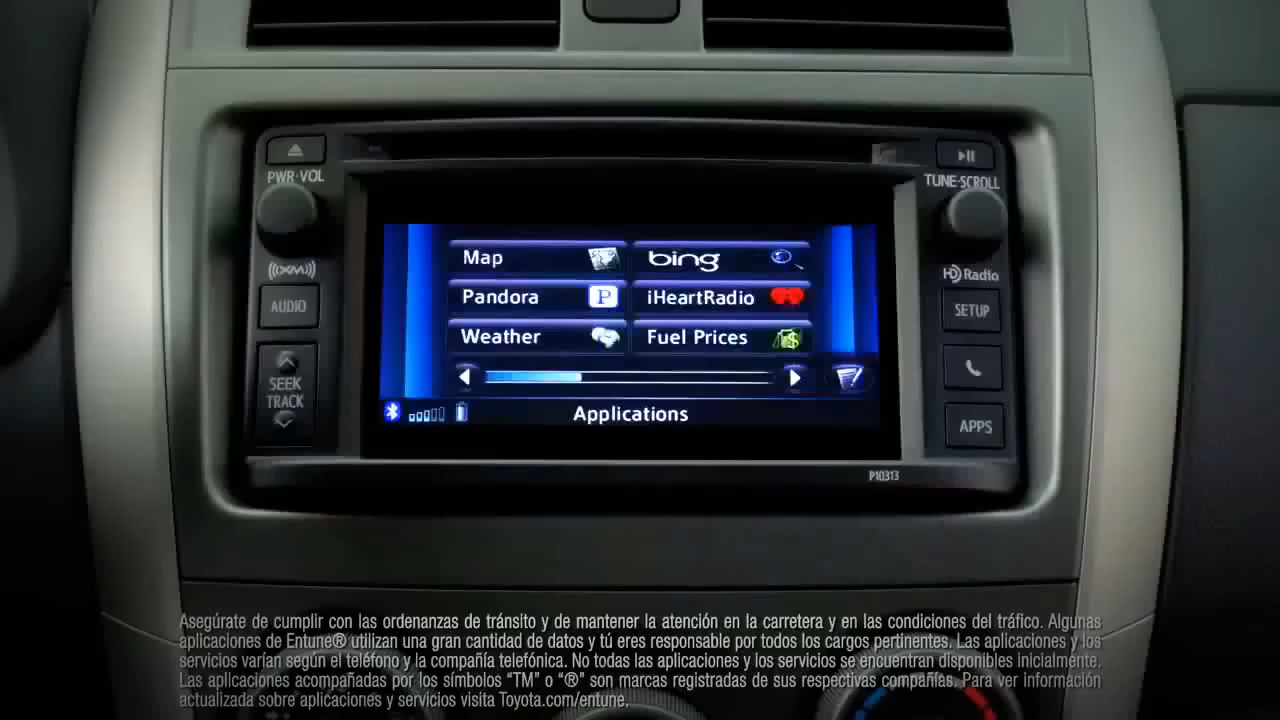 PWR·VOL
TUNE·SCROLL
((XM))
HD Radio
AUDIO
SETUP
SEEK
TRACK
APPS
Map
bing
Pandora
P
iHeartRadio
Weather
Fuel Prices
$
Applications
P10313
Asegúrate de cumplir con las ordenanzas de tránsito y de mantener la atención en la carretera y en las condiciones del tráfico. Algunas
aplicaciones de Entune® utilizan una gran cantidad de datos y tú eres responsable por todos los cargos pertinentes. Las aplicaciones y los
servicios varían según el teléfono y la compañía telefónica. No todas las aplicaciones y los servicios se encuentran disponibles inicialmente.
Las aplicaciones acompañadas por los símbolos “TM” o “®” son marcas registradas de sus respectivas compañías. Para ver información
actualizada sobre aplicaciones y servicios visita Toyota.com/entune.